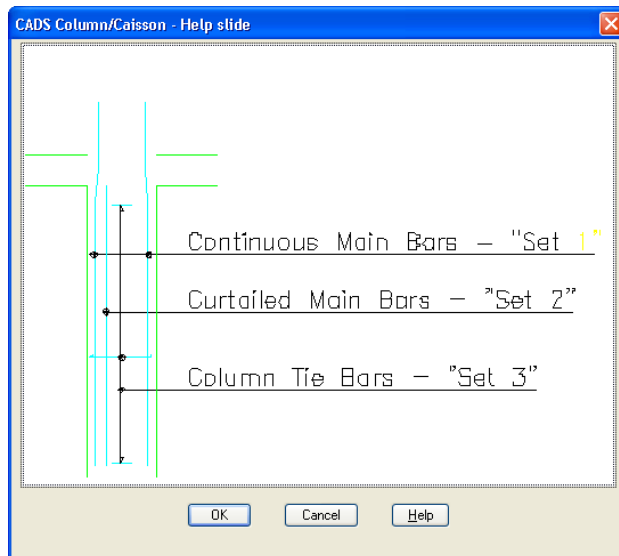 CADS Column/Caisson - Help slide
Continuous Main Bars - "Set 1"
Curtailed Main Bars - "Set 2"
Column Tie Bars - "Set 3"
OK Cancel Help